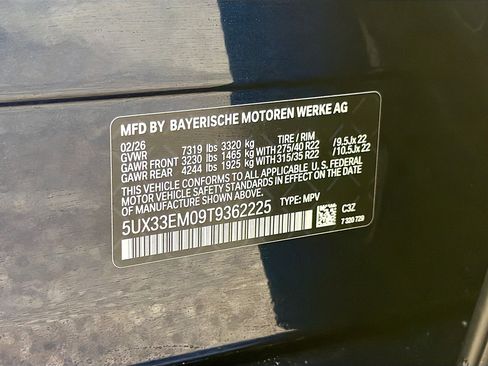 MFD BY BAYERISCHE MOTOREN WERKE AG
02/26
GVWR 7319 lbs 3320 kg TIRE / RIM
GAWR FRONT 3230 lbs 1465 kg 275/40 R22 / 9.5Jx22
GAWR REAR 4244 lbs 1925 kg 315/35 R22 / 10.5Jx22
THIS VEHICLE CONFORMS TO ALL APPLICABLE U.S. FEDERAL
MOTOR VEHICLE SAFETY STANDARDS IN EFFECT ON THE DATE
OF MANUFACTURE SHOWN ABOVE.
5UX33EM09T9362225 TYPE: MPV
C3Z
7 320 729